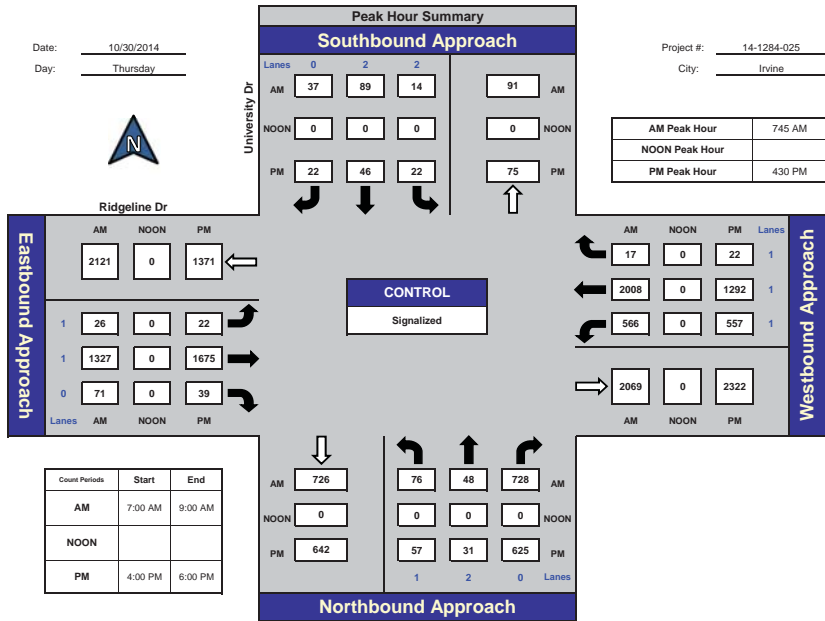 Peak Hour Summary
Southbound Approach
Date: 10/30/2014
Day: Thursday
Project #: 14-1284-025
City: Irvine
University Dr
Lanes 0 2 2
AM 37 89 14 91 AM
NOON 0 0 0 0 NOON
PM 22 46 22 75 PM
N
AM Peak Hour 745 AM
NOON Peak Hour
PM Peak Hour 430 PM
Ridgeline Dr
Eastbound Approach
AM NOON PM
2121 0 1371
1 26 0 22
1 1327 0 1675
0 71 0 39
Lanes AM NOON PM
CONTROL
Signalized
AM NOON PM Lanes
17 0 22 1
2008 0 1292 1
566 0 557 1
2069 0 2322
AM NOON PM
Westbound Approach
Count Periods Start End
AM 7:00 AM 9:00 AM
NOON
PM 4:00 PM 6:00 PM
AM 726 76 48 728 AM
NOON 0 0 0 0 NOON
PM 642 57 31 625 PM
1 2 0 Lanes
Northbound Approach